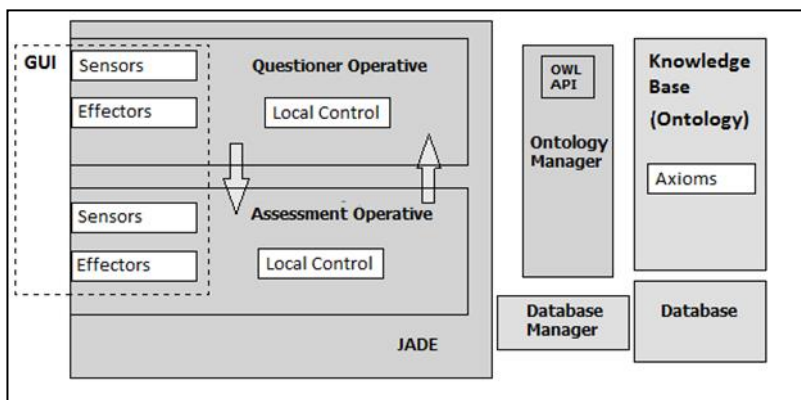 GUI
Sensors
Questioner Operative
Effectors
Local Control
Sensors
Assessment Operative
Effectors
Local Control
JADE
OWL
API
Ontology
Manager
Knowledge
Base
(Ontology)
Axioms
Database
Manager
Database